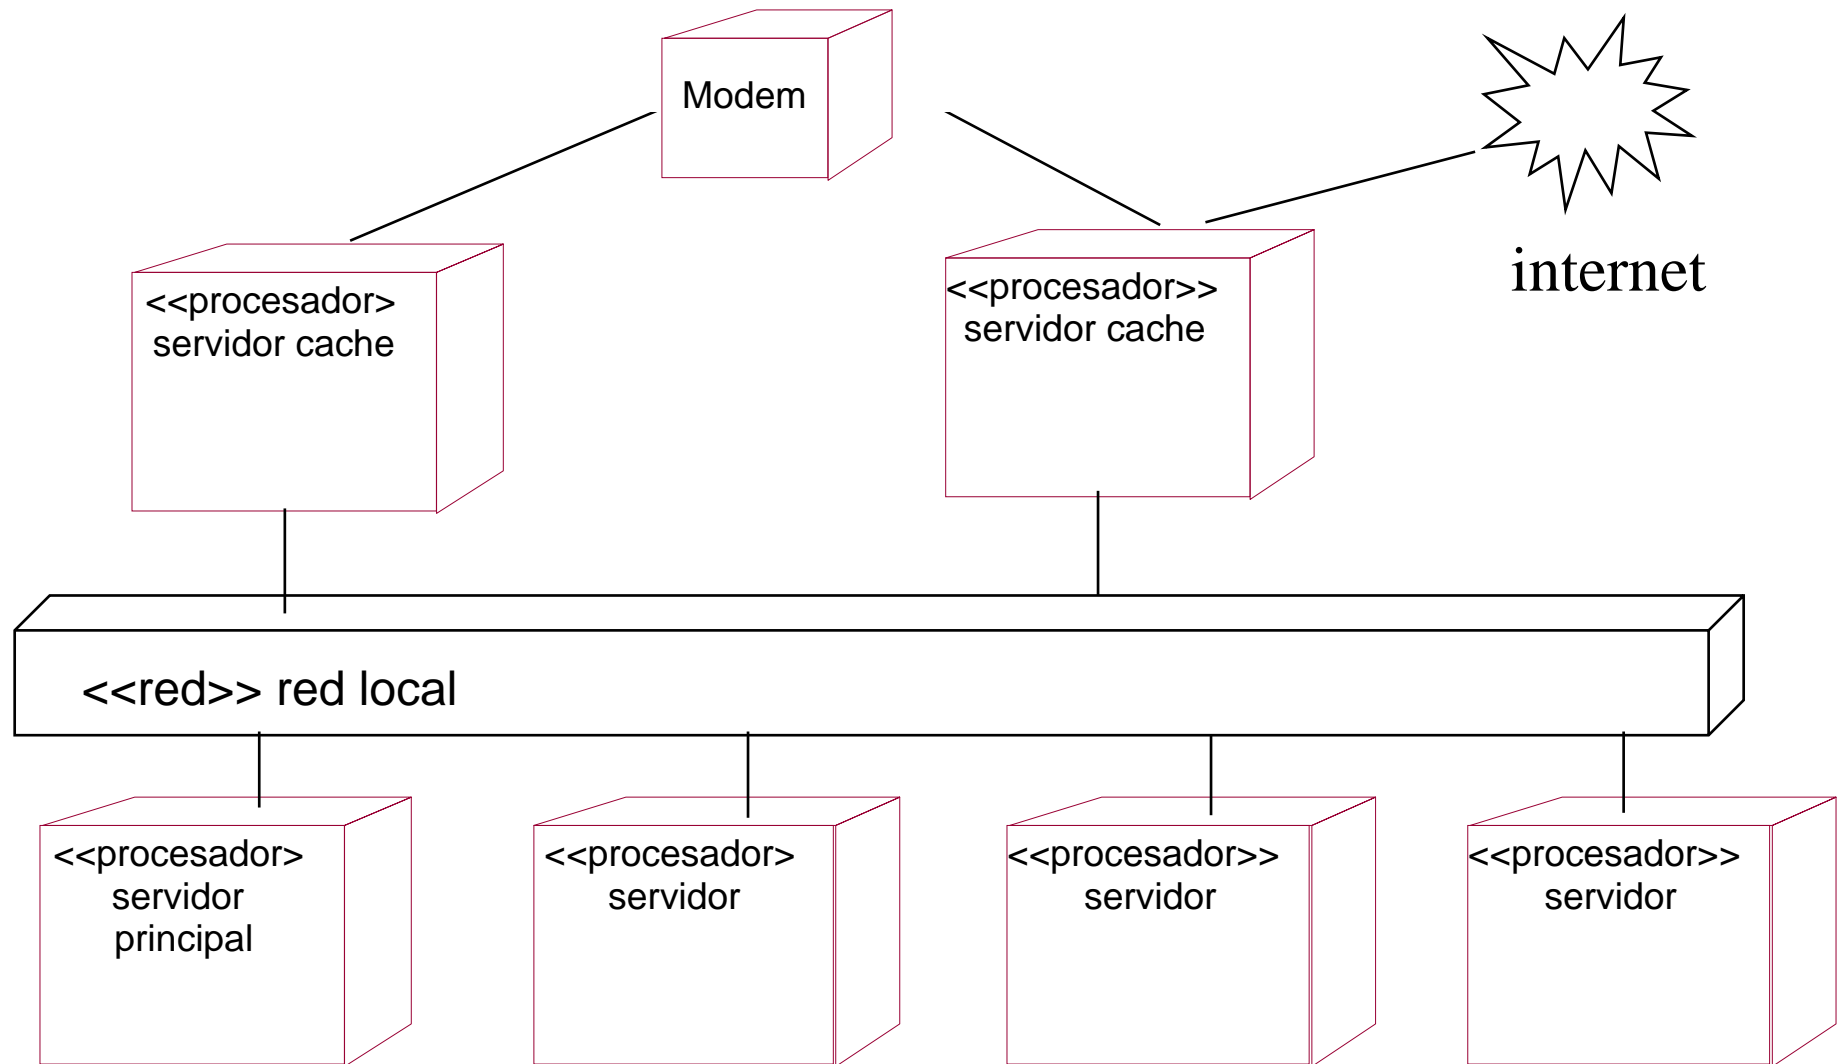 Modem
internet
<<procesador>
servidor cache
<<procesador>>
servidor cache
<<red>> red local
<<procesador>
servidor
principal
<<procesador>
servidor
<<procesador>>
servidor
<<procesador>>
servidor